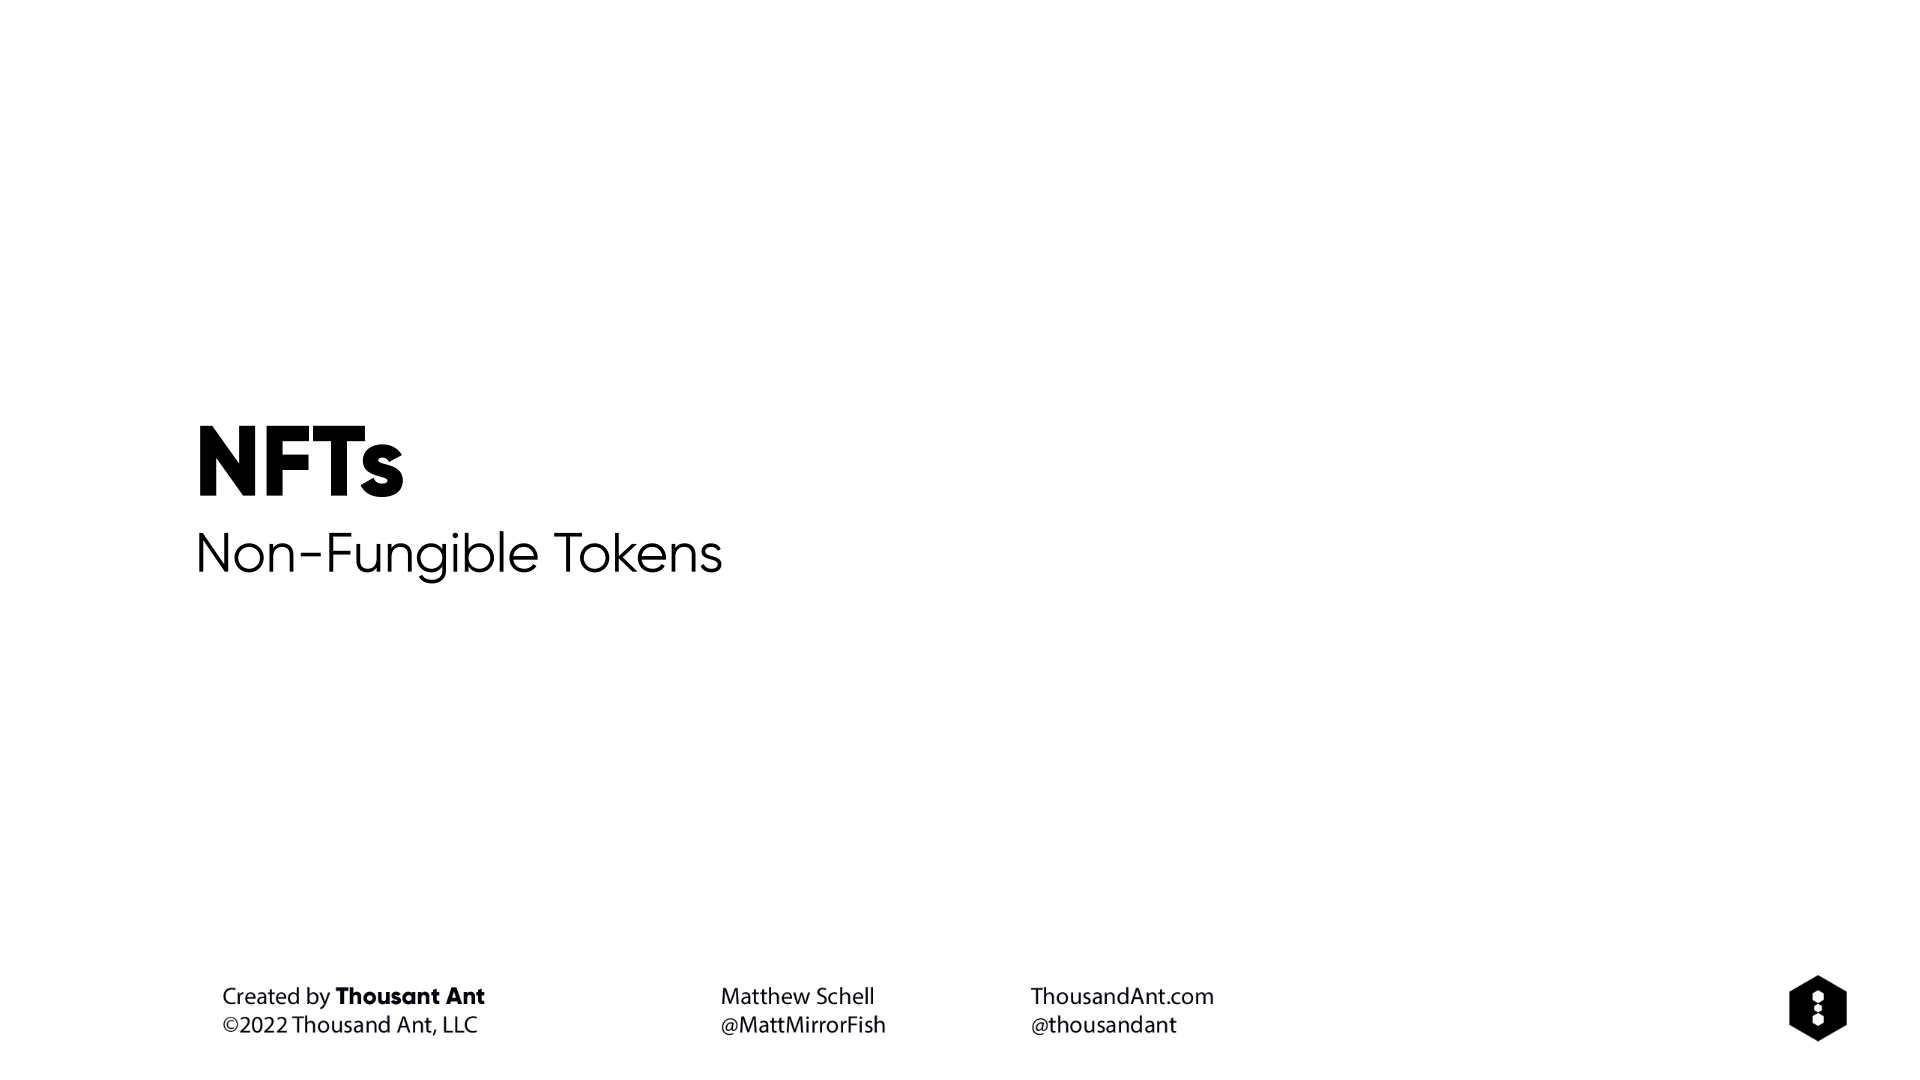 NFTs
Non-Fungible Tokens
Created by Thousant Ant
©2022 Thousand Ant, LLC
Matthew Schell
@MattMirrorFish
ThousandAnt.com
@thousandant